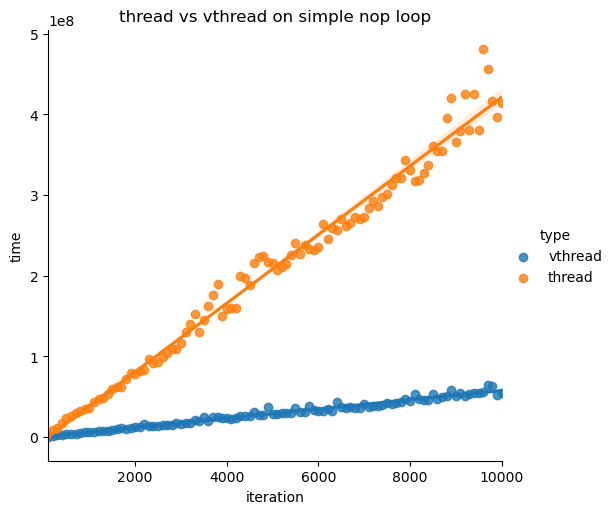 thread vs vthread on simple nop loop
1e8
5
4
3
2
1
0
time
2000
4000
6000
8000
10000
iteration
type
vthread
thread